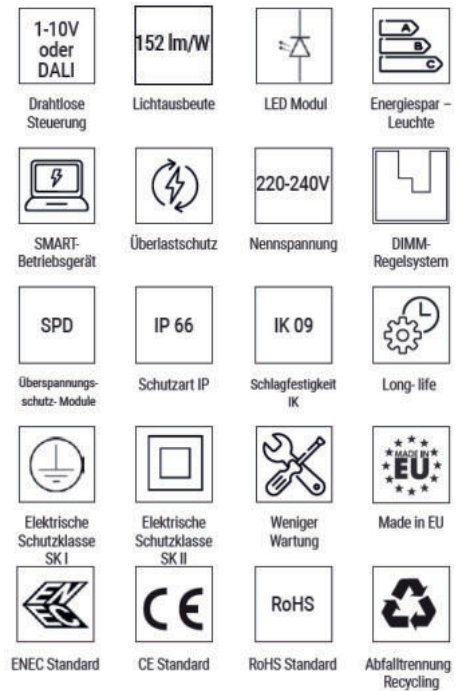 1-10V
oder
DALI
Drahtlose
Steuerung
152 lm/W
Lichtausbeute
LED Modul
A
B
C
Energiespar –
Leuchte
SMART-
Betriebsgerät
Überlastschutz
220-240V
Nennspannung
DIMM-
Regelsystem
SPD
Überspannungs-
schutz- Module
IP 66
Schutzart IP
IK 09
Schlagfestigkeit
IK
Long- life
Elektrische
Schutzklasse
SK I
Elektrische
Schutzklasse
SK II
Weniger
Wartung
MADE IN
EU
Made in EU
ENEC
ENEC Standard
CE
CE Standard
RoHS
RoHS Standard
Abfalltrennung
Recycling